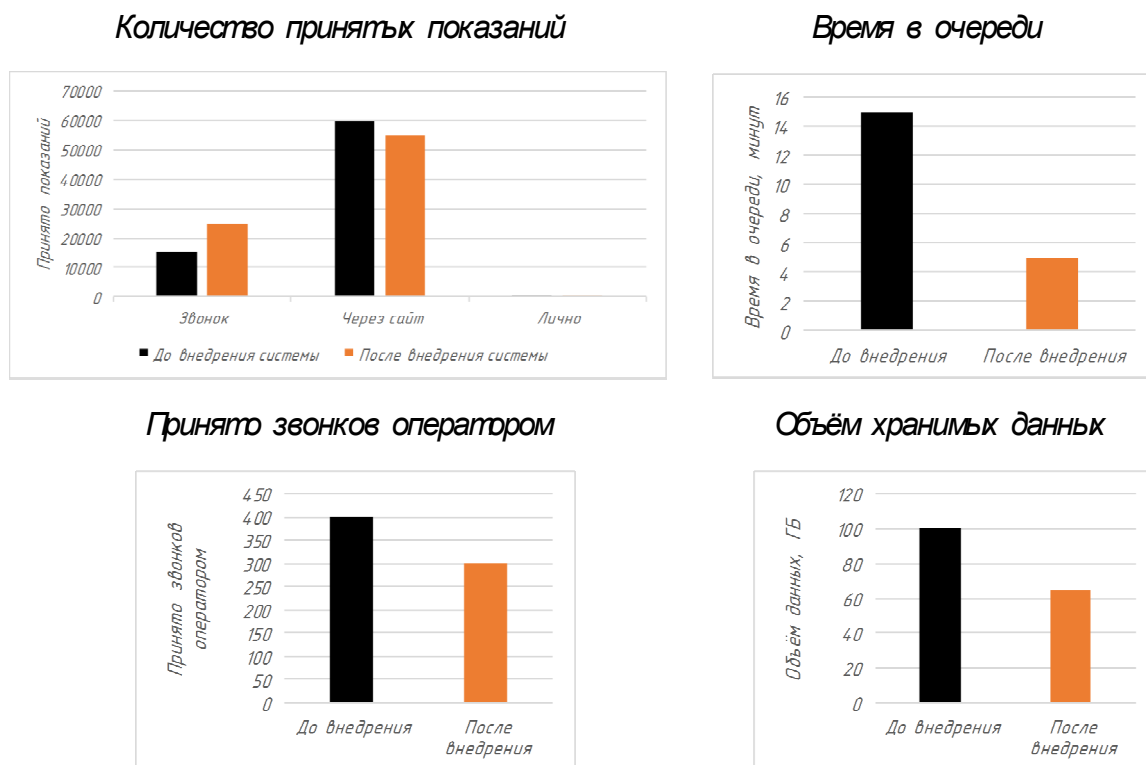 Количество принятых показаний
Время в очереди
Принято показаний
70000
60000
50000
40000
30000
20000
10000
0
Звонок
Через сайт
Лично
До внедрения системы
После внедрения системы
Время в очереди, минут
16
14
12
10
8
6
4
2
0
До внедрения
После внедрения
Принято звонков оператором
Объём хранимых данных
Принято звонков
оператором
450
400
350
300
250
200
150
100
50
0
До внедрения
После
внедрения
Объём данных, ГБ
120
100
80
60
40
20
0
До внедрения
После
внедрения